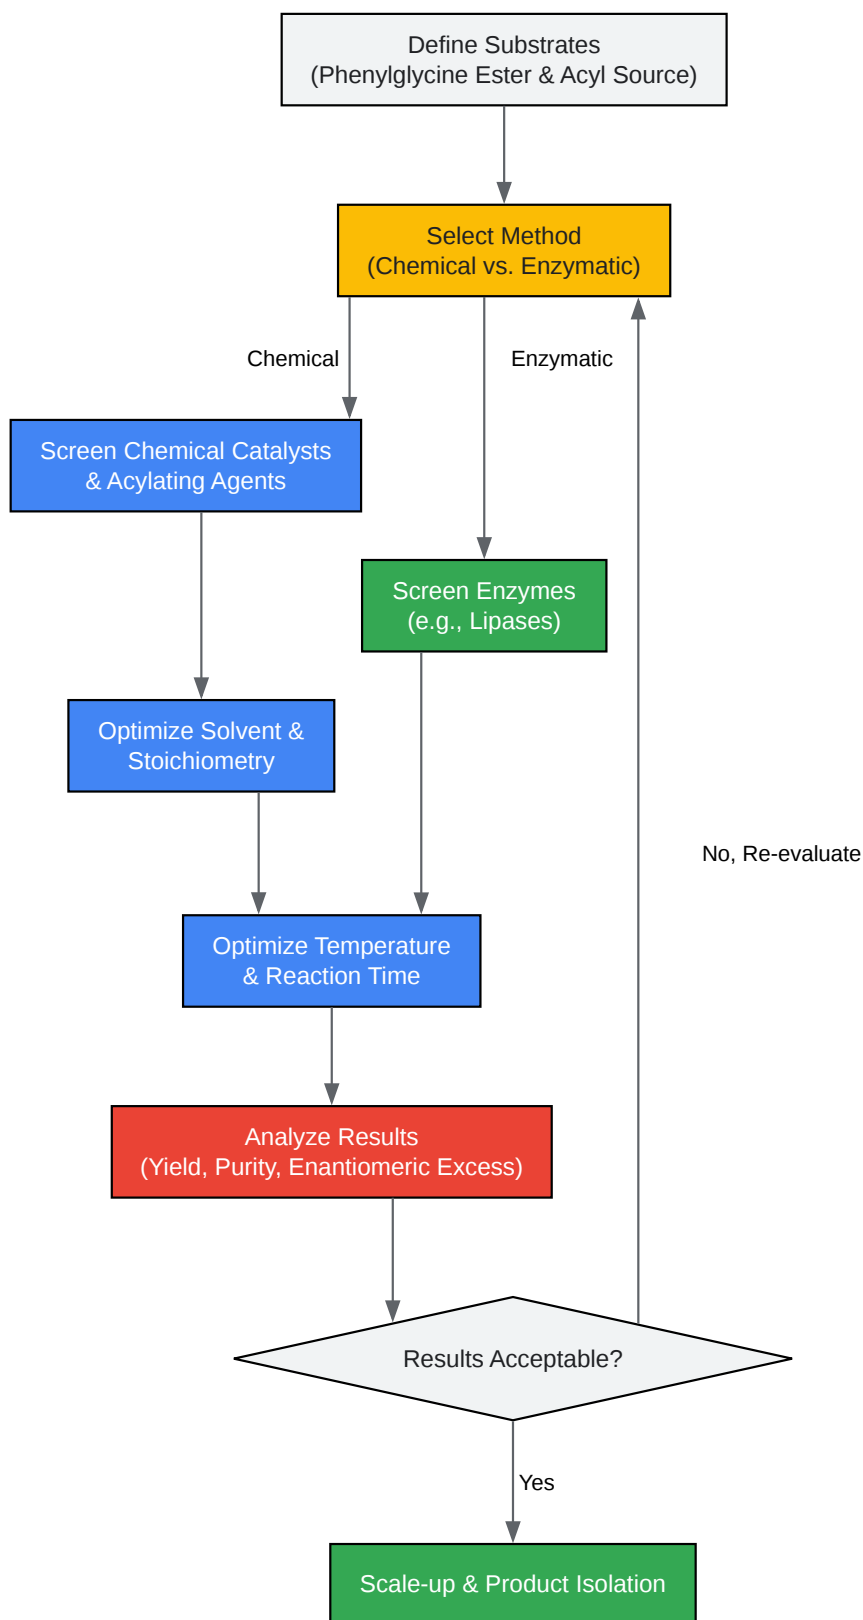 Define Substrates
(Phenylglycine Ester & Acyl Source)
Select Method
(Chemical vs. Enzymatic)
Chemical
Enzymatic
Screen Chemical Catalysts
& Acylating Agents
Screen Enzymes
(e.g., Lipases)
Optimize Solvent &
Stoichiometry
No, Re-evaluate
Optimize Temperature
& Reaction Time
Analyze Results
(Yield, Purity, Enantiomeric Excess)
Results Acceptable?
Yes
Scale-up & Product Isolation